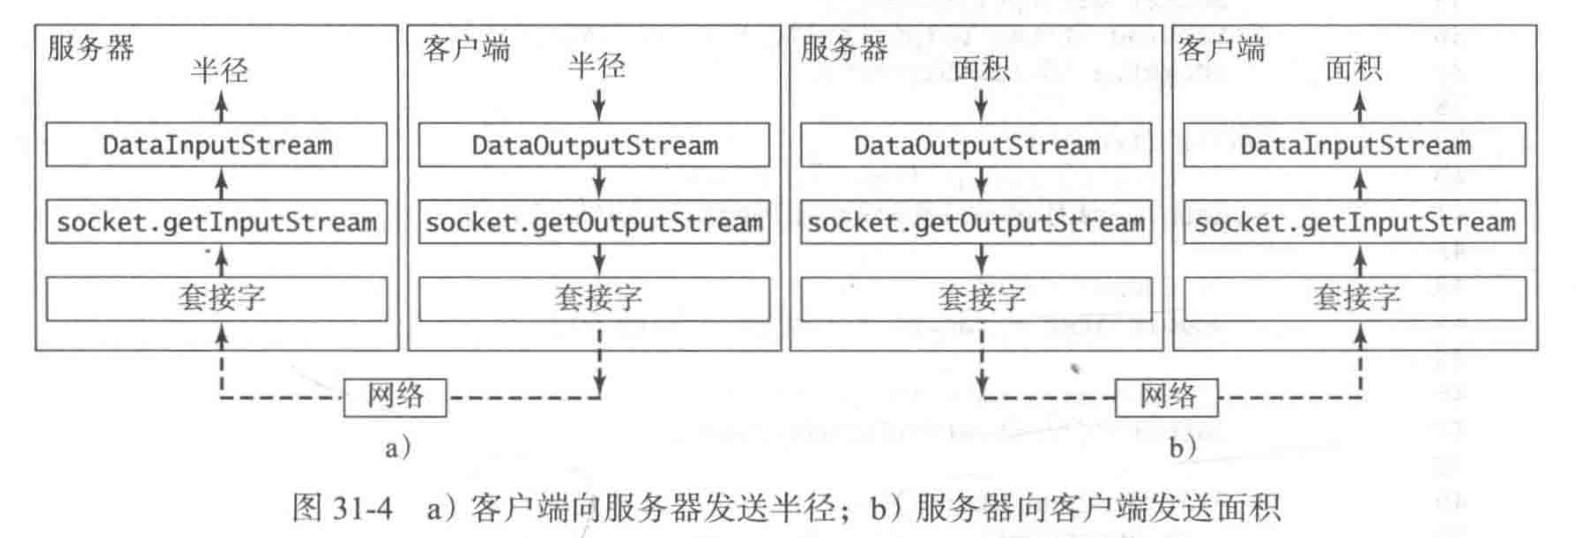 服务器
半径
DataInputStream
socket.getInputStream
套接字
客户端
半径
DataOutputStream
socket.getOutputStream
套接字
网络
a)
服务器
面积
DataOutputStream
socket.getOutputStream
套接字
客户端
面积
DataInputStream
socket.getInputStream
套接字
网络
b)
图 31-4 a) 客户端向服务器发送半径；b) 服务器向客户端发送面积